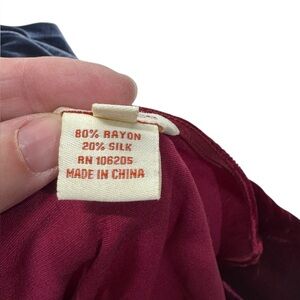 80% RAYON
20% SILK
RN 106205
MADE IN CHINA